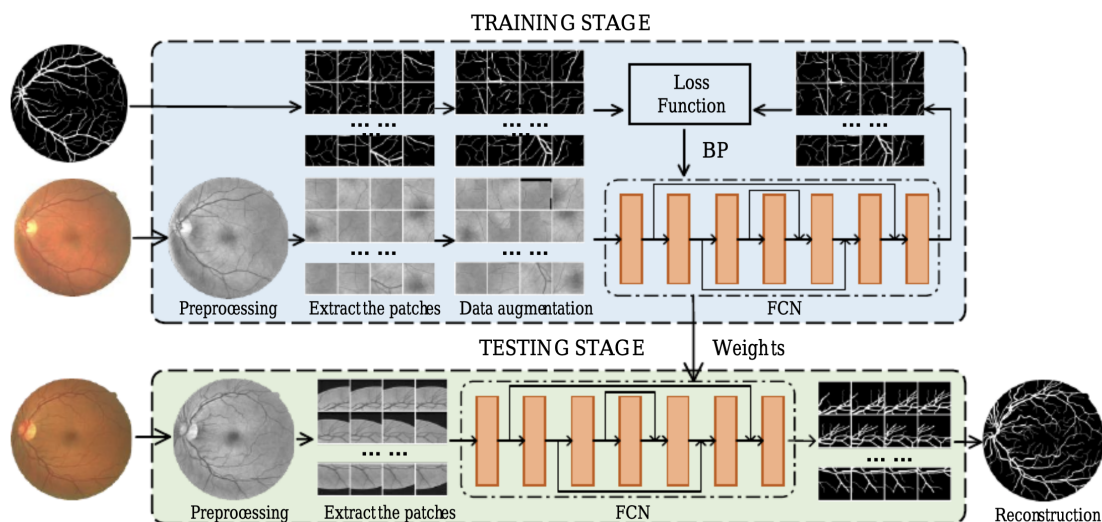 TRAINING STAGE
Loss
Function
... ...
...
... ...
...
... ...
BP
... ...
... ...
Preprocessing
Extract the patches
Data augmentation
FCN
TESTING STAGE
Weights
... ...
... ...
Preprocessing
Extract the patches
FCN
Reconstruction